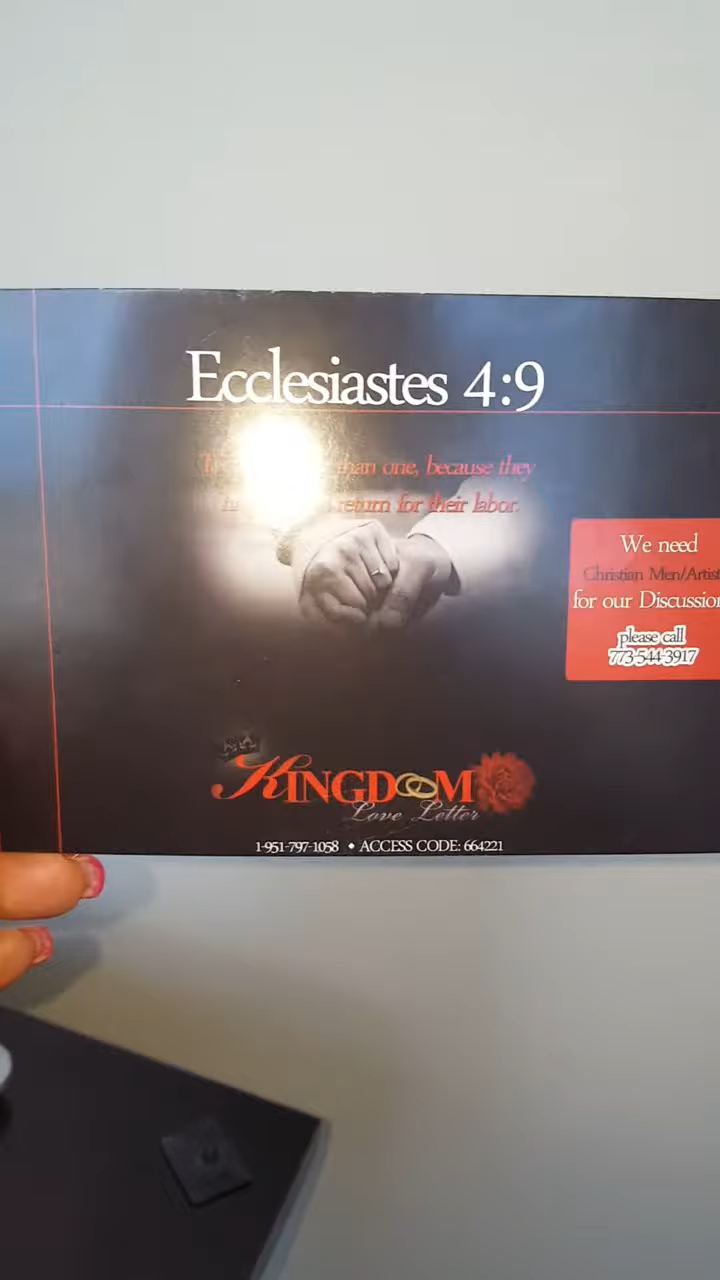 Ecclesiastes 4:9
than one, because they
return for their labor.
We need
Christian Men/Artist
for our Discussion
please call
773-544-3917
KINGDOM
Love Letter
1-951-797-1058 • ACCESS CODE: 664221